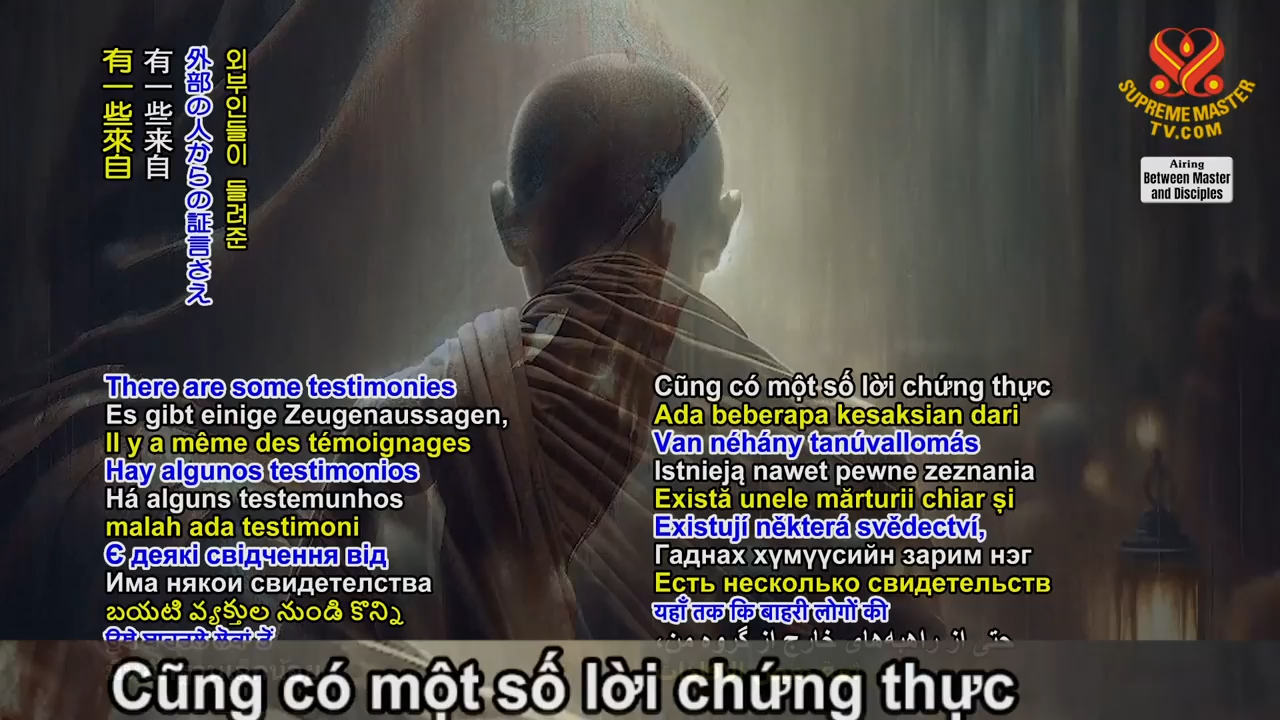 有一些來自
有一些来自
外部の人からの証言さえ
외부인들이 들려준
SUPREME MASTER
TV.COM
Airing
Between Master
and Disciples
There are some testimonies
Es gibt einige Zeugenaussagen,
Il y a même des témoignages
Hay algunos testimonios
Há alguns testemunhos
malah ada testimoni
Є деякі свідчення від
Има някои свидетелства
బయటి వ్యక్తుల నుండి కొన్ని
Cũng có một số lời chứng thực
Ada beberapa kesaksian dari
Van néhány tanúvallomás
Istnieją nawet pewne zeznania
Există unele mărturii chiar și
Existují některá svědectví,
Гаднах хүмүүсийн зарим нэг
Есть несколько свидетельств
यहाँ तक कि बाहरी लोगों की
Cũng có một số lời chứng thực